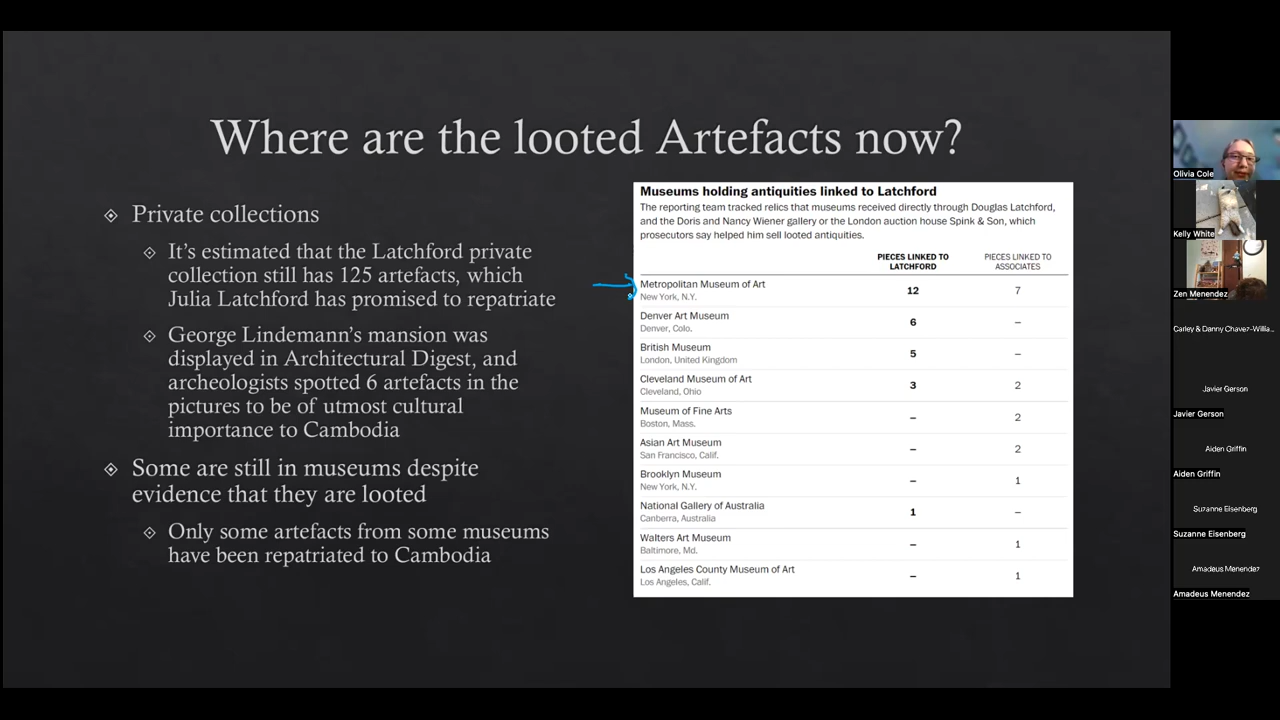 Where are the looted Artefacts now?
Private collections
It's estimated that the Latchford private
collection still has 125 artefacts, which
Julia Latchford has promised to repatriate
George Lindemann's mansion was
displayed in Architectural Digest, and
archeologists spotted 6 artefacts in the
pictures to be of utmost cultural
importance to Cambodia
Some are still in museums despite
evidence that they are looted
Only some artefacts from some museums
have been repatriated to Cambodia
Museums holding antiquities linked to Latchford
The reporting team tracked relics that museums received directly through Douglas Latchford,
and the Doris and Nancy Wiener gallery or the London auction house Spink & Son, which
prosecutors say helped him sell looted antiquities.
PIECES LINKED TO PIECES LINKED TO
LATCHFORD ASSOCIATES
Metropolitan Museum of Art
New York, N.Y. 12 7
Denver Art Museum
Denver, Colo. 6 –
British Museum
London, United Kingdom 5 –
Cleveland Museum of Art
Cleveland, Ohio 3 2
Museum of Fine Arts
Boston, Mass. – 2
Asian Art Museum
San Francisco, Calif. – 2
Brooklyn Museum
New York, N.Y. – 1
National Gallery of Australia
Canberra, Australia 1 –
Walters Art Museum
Baltimore, Md. – 1
Los Angeles County Museum of Art
Los Angeles, Calif. – 1
Olivia Cole
Kelly White
Zen Menendez
Carley & Danny Chavez-Willia...
Javier Gerson
Javier Gerson
Aiden Griffin
Aiden Griffin
Suzanne Eisenberg
Suzanne Eisenberg
Amadeus Menendez
Amadeus Menendez